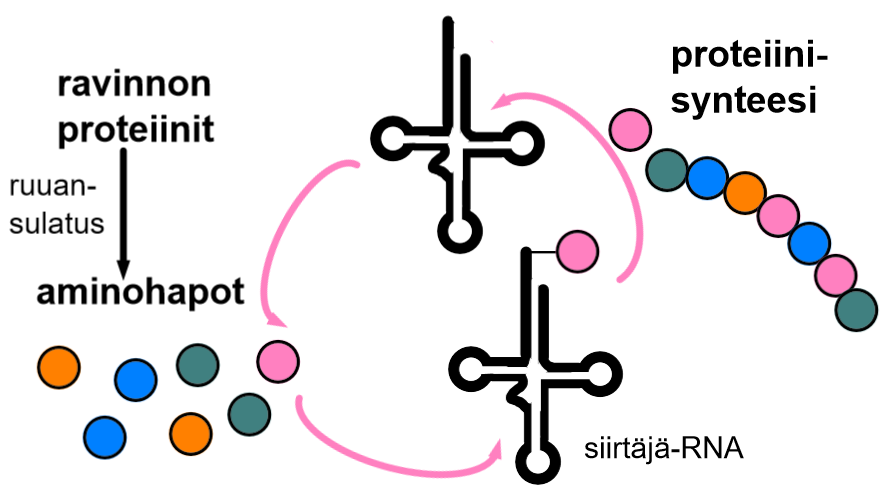 ravinnon
proteiinit
ruuan-
sulatus
aminohapot
proteiini-
synteesi
siirtäjä-RNA